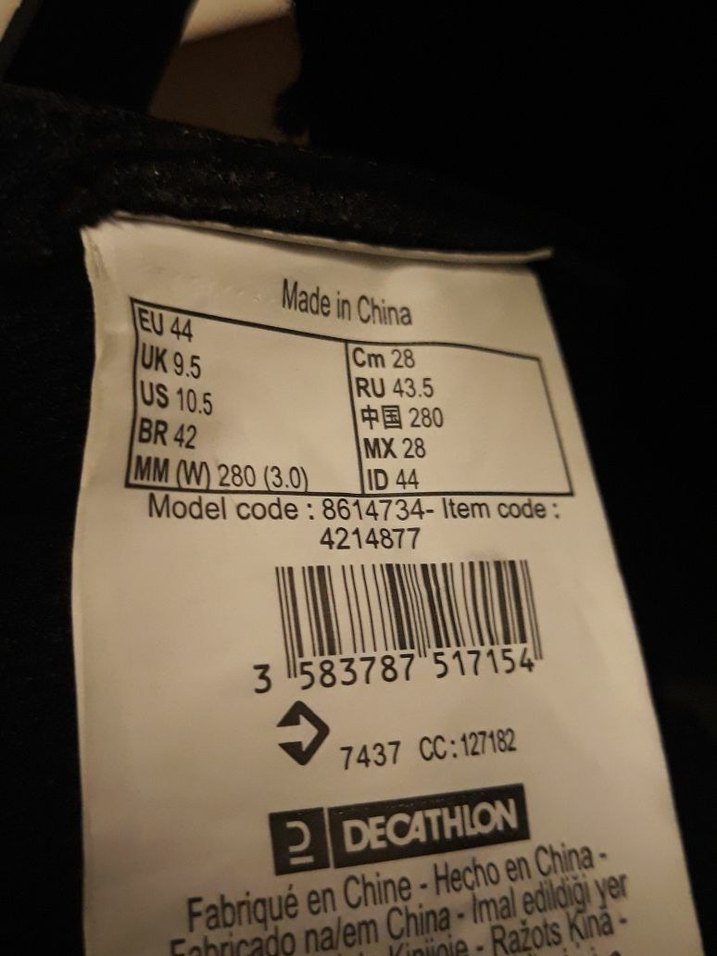 Made in China
EU 44
UK 9.5
US 10.5
BR 42
MM (W) 280 (3.0)
Cm 28
RU 43.5
中国 280
MX 28
ID 44
Model code : 8614734- Item code :
4214877
3 583787 517154
7437 CC:127182
DECATHLON
Fabriqué en Chine - Hecho en China -
Fabricado na/em China - Imal edildiği yer
- Ražots Ķīnā -